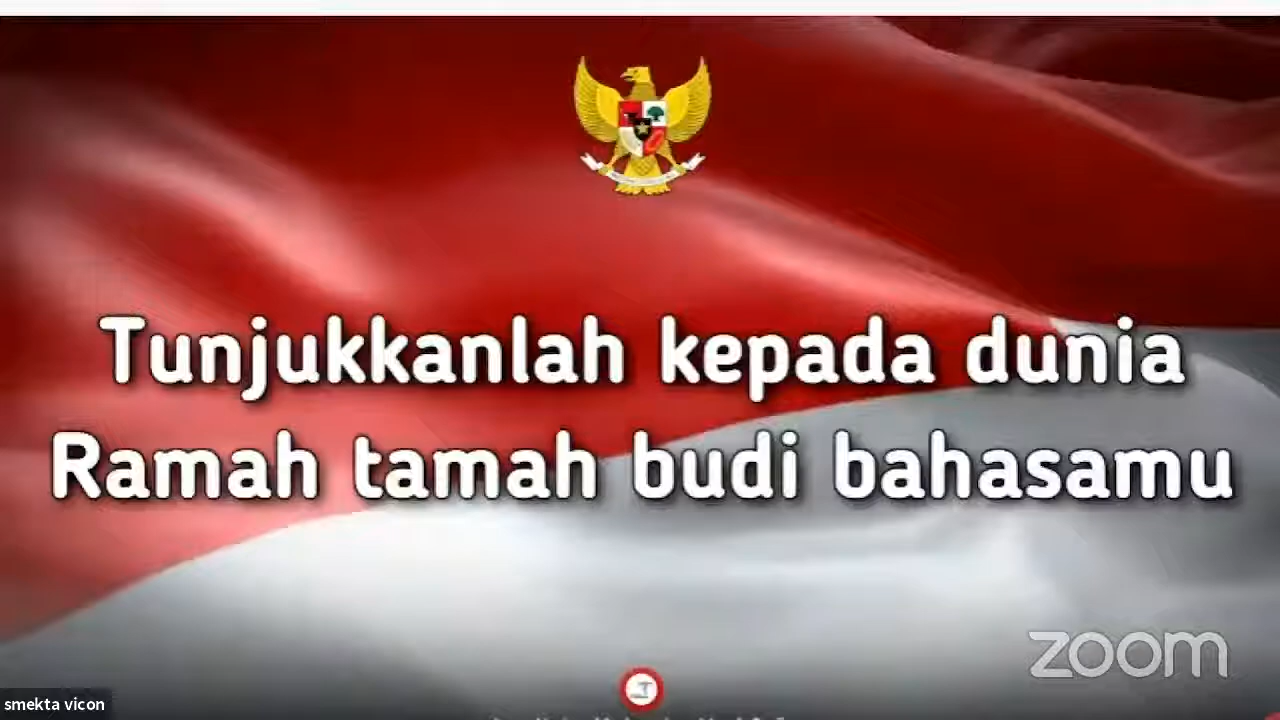 Tunjukkanlah kepada dunia
Ramah tamah budi bahasamu
zoom
smekta vicon